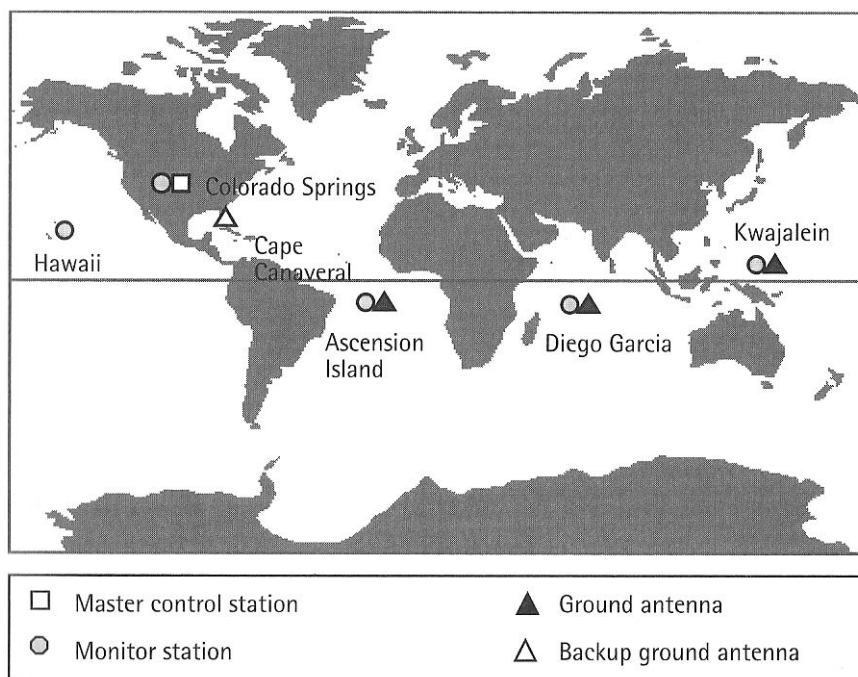 Colorado Springs
Hawaii
Cape
Canaveral
Kwajalein
Ascension
Island
Diego Garcia
Master control station
Ground antenna
Monitor station
Backup ground antenna